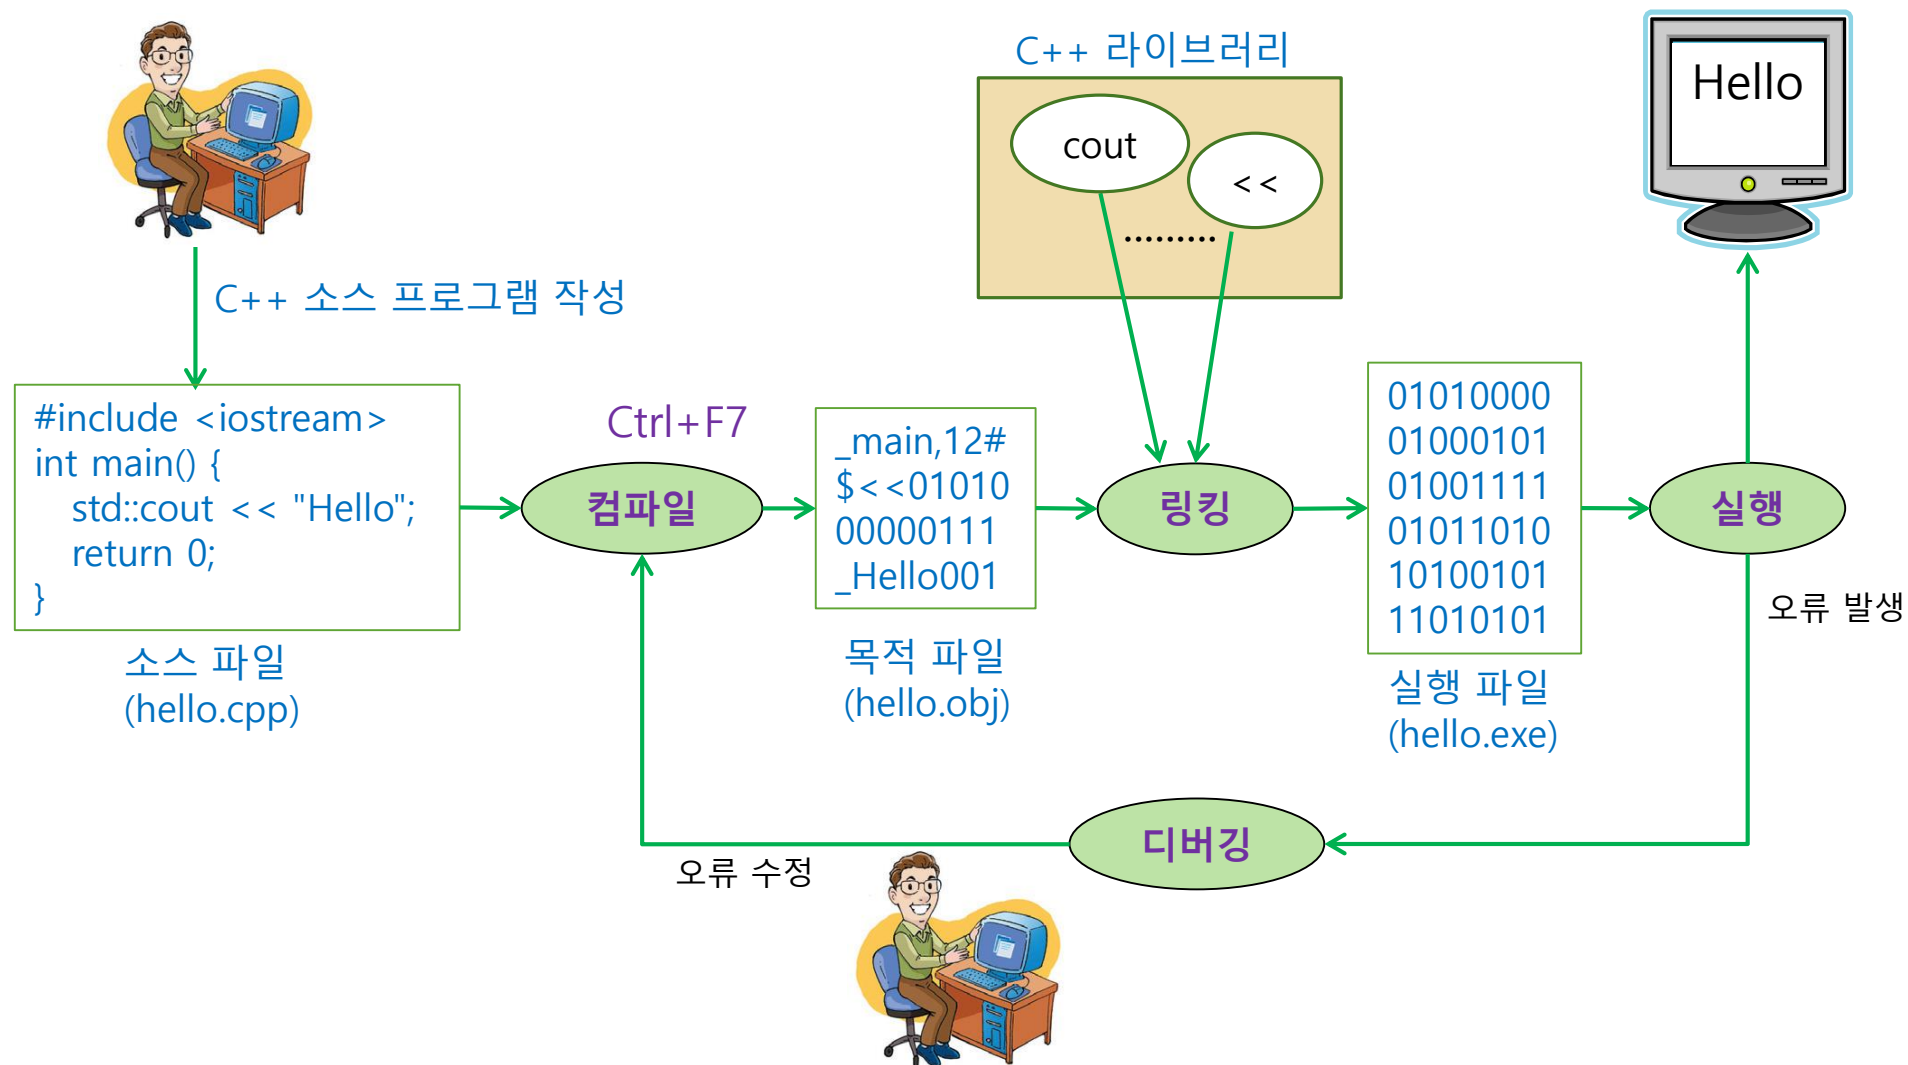 C++ 라이브러리
cout
<<
.........
Hello
C++ 소스 프로그램 작성
#include <iostream>
int main() {
std::cout << "Hello";
return 0;
}
소스 파일
(hello.cpp)
Ctrl+F7
컴파일
_main,12#
$<<01010
00000111
_Hello001
목적 파일
(hello.obj)
링킹
01010000
01000101
01001111
01011010
10100101
11010101
실행 파일
(hello.exe)
실행
오류 발생
디버깅
오류 수정